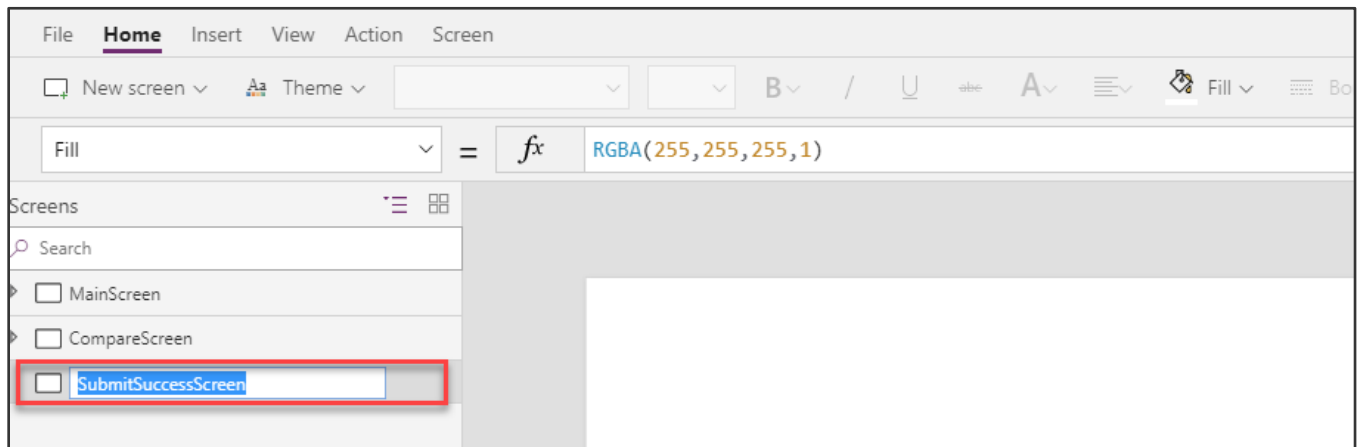 File Home Insert View Action Screen
New screen Aa Theme B / U abc A Fill Bo
Fill = fx RGBA(255,255,255,1)
Screens
Search
MainScreen
CompareScreen
SubmitSuccessScreen